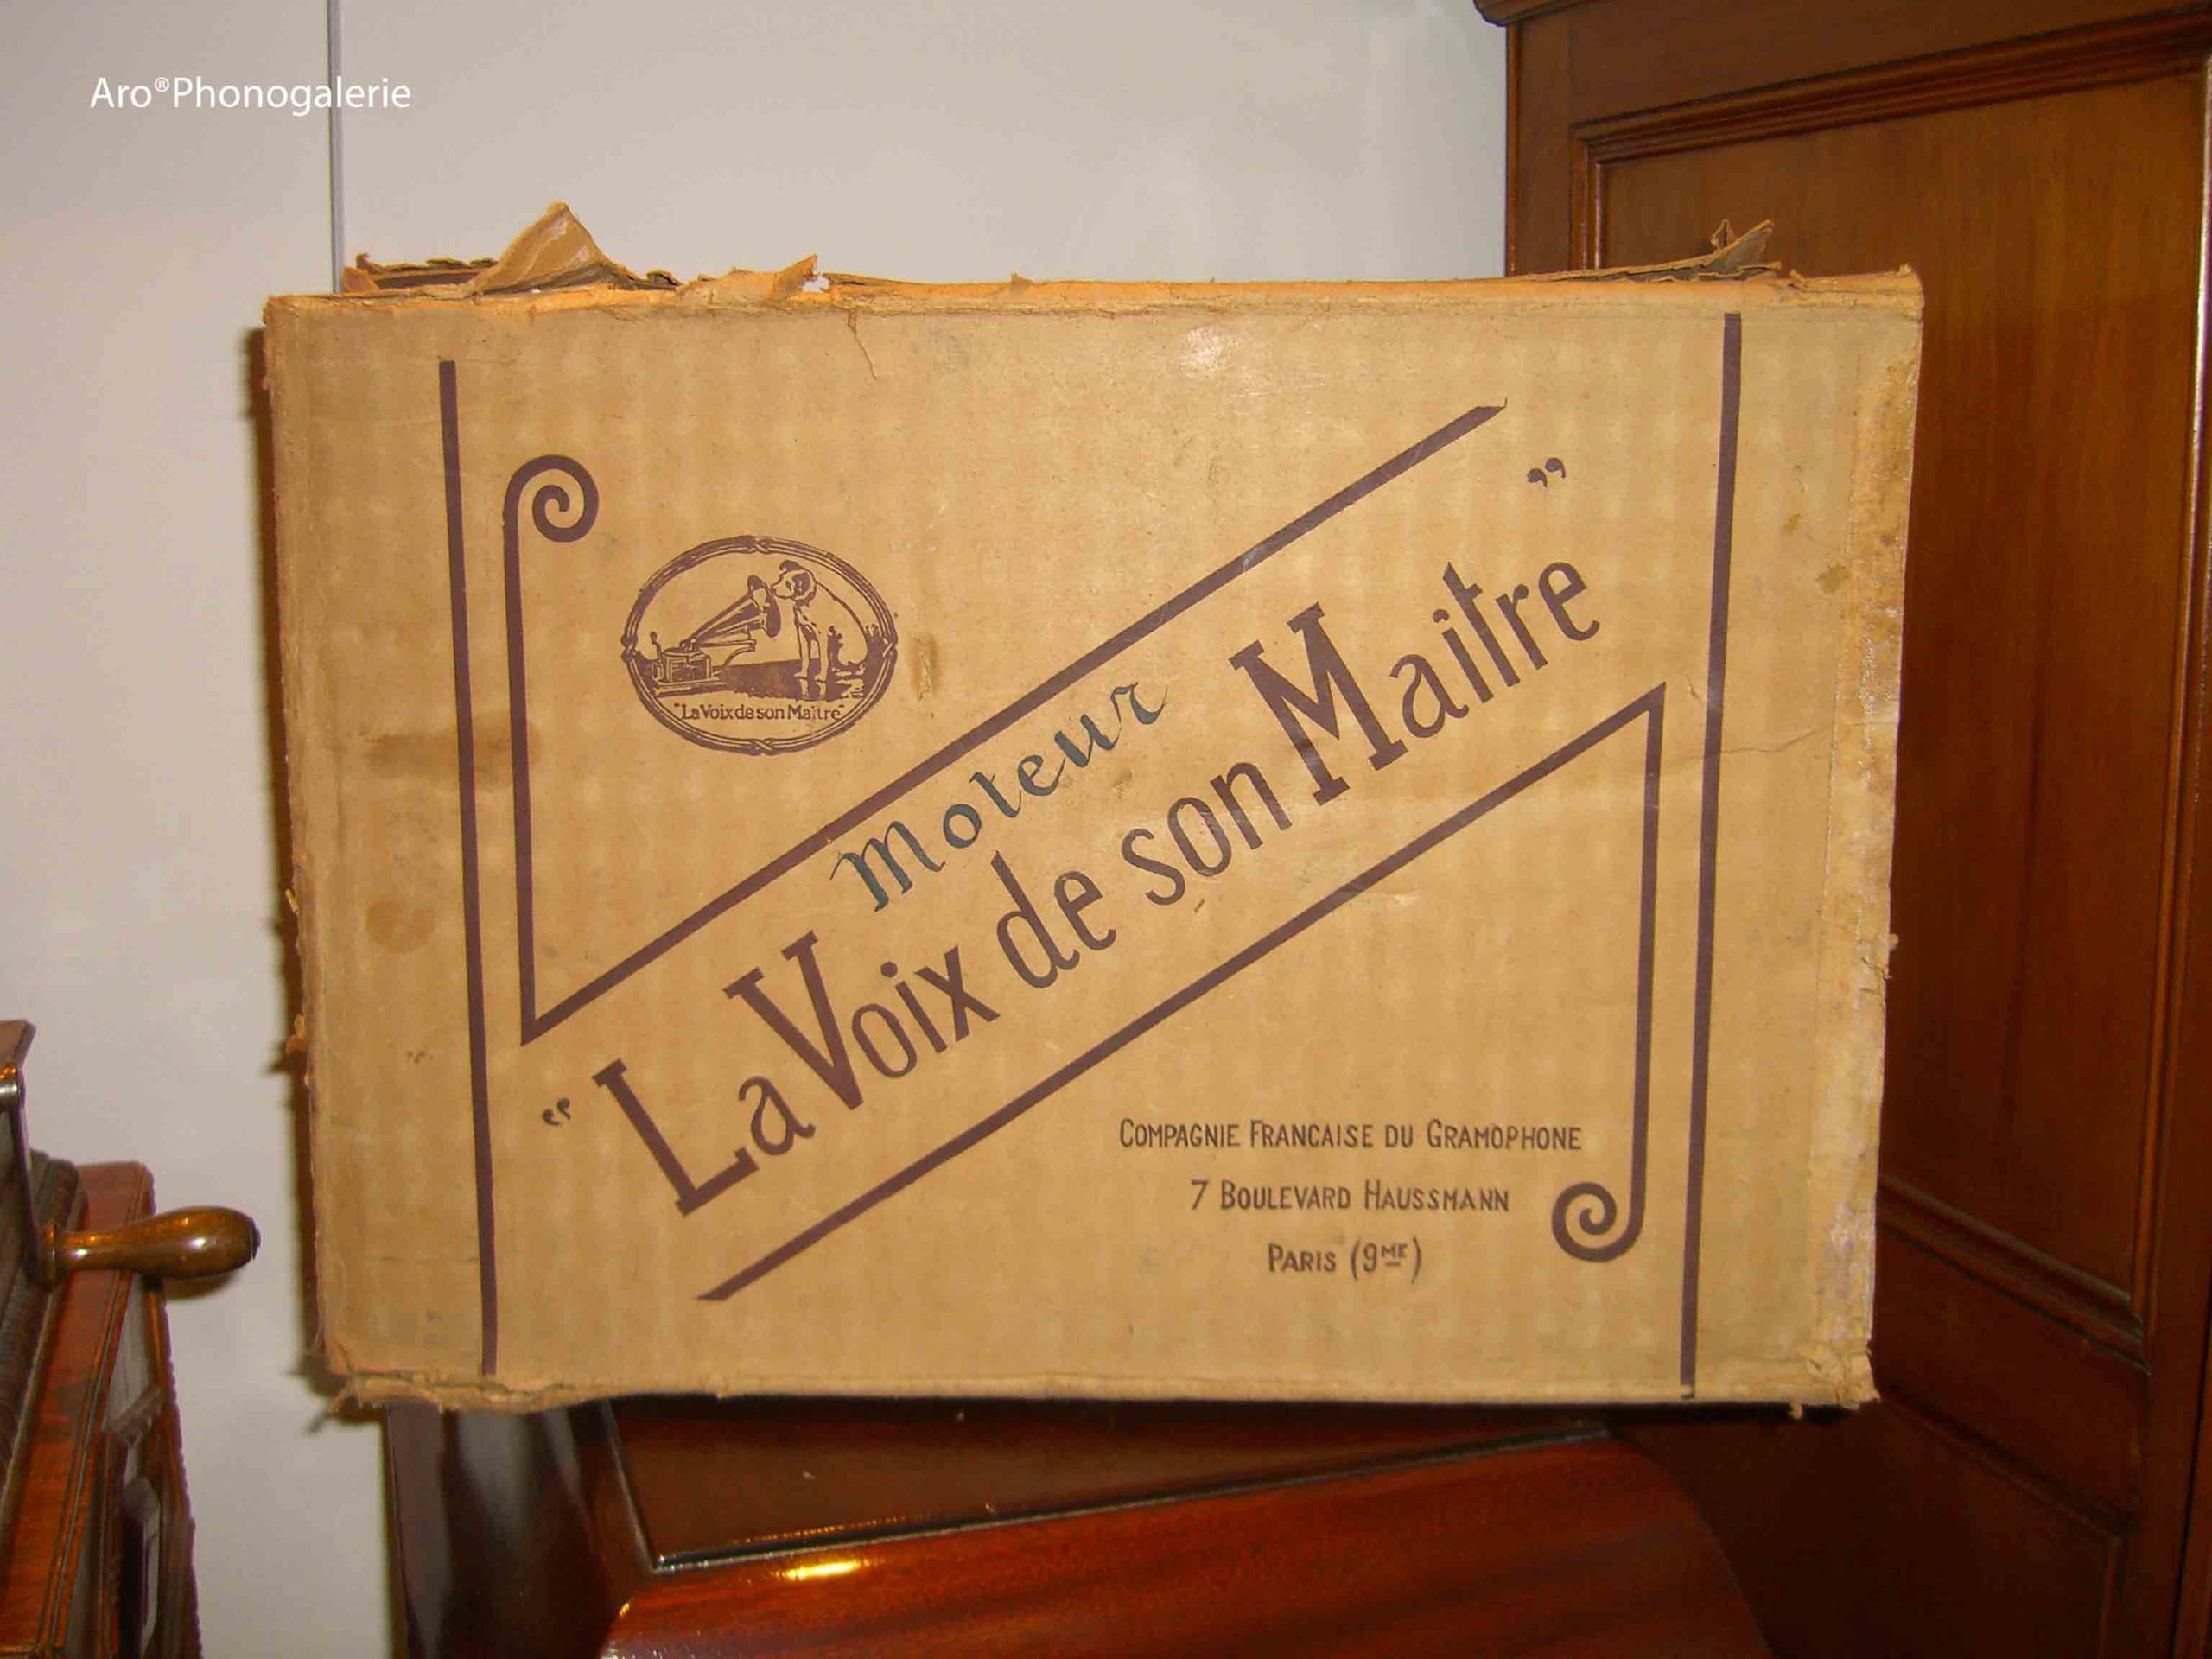 Aro®Phonogalerie
"La Voix de son Maître"
Moteur
“La Voix de son Maitre”
COMPAGNIE FRANCAISE DU GRAMOPHONE
7 BOULEVARD HAUSSMANN
PARIS (9ME)